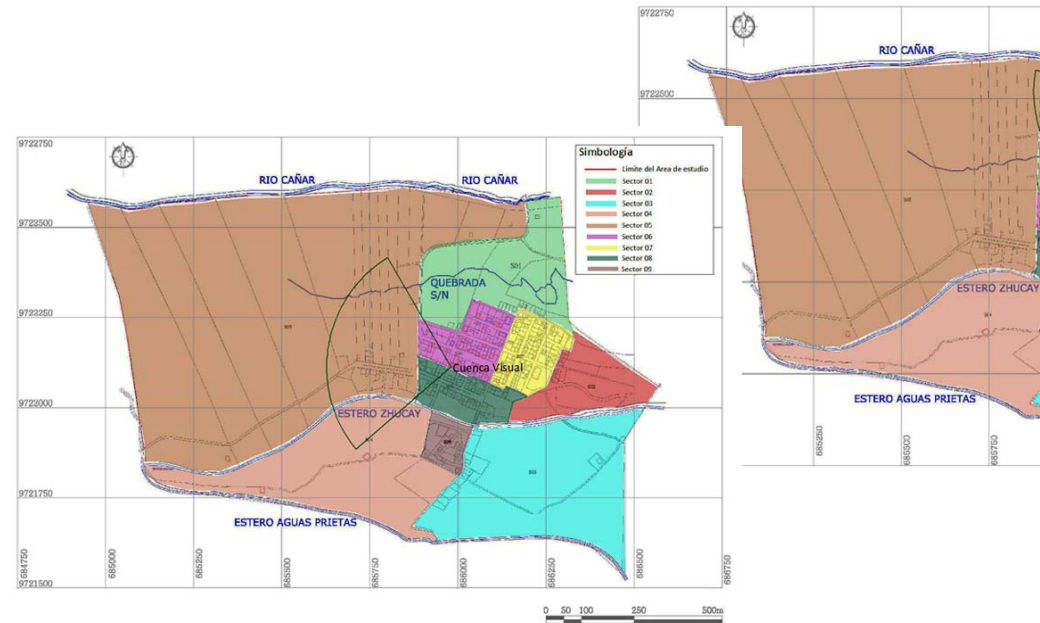 9722750
RIO CAÑAR
9722500
ESTERO ZHUCAY
ESTERO AGUAS PRIETAS
685250
685500
685750
9722750
RIO CAÑAR
RIO CAÑAR
Simbología
Limite del Area de estudio
Sector 01
Sector 02
Sector 03
Sector 04
Sector 05
Sector 06
Sector 07
Sector 08
Sector 09
9722500
S01
QUEBRADA
S/N
9722250
Cuenca Visual
9722000
ESTERO ZHUCAY
9721750
ESTERO AGUAS PRIETAS
9721500
684750
685000
685250
685500
685750
686000
686250
686500
686750
0 50 100 250 500m